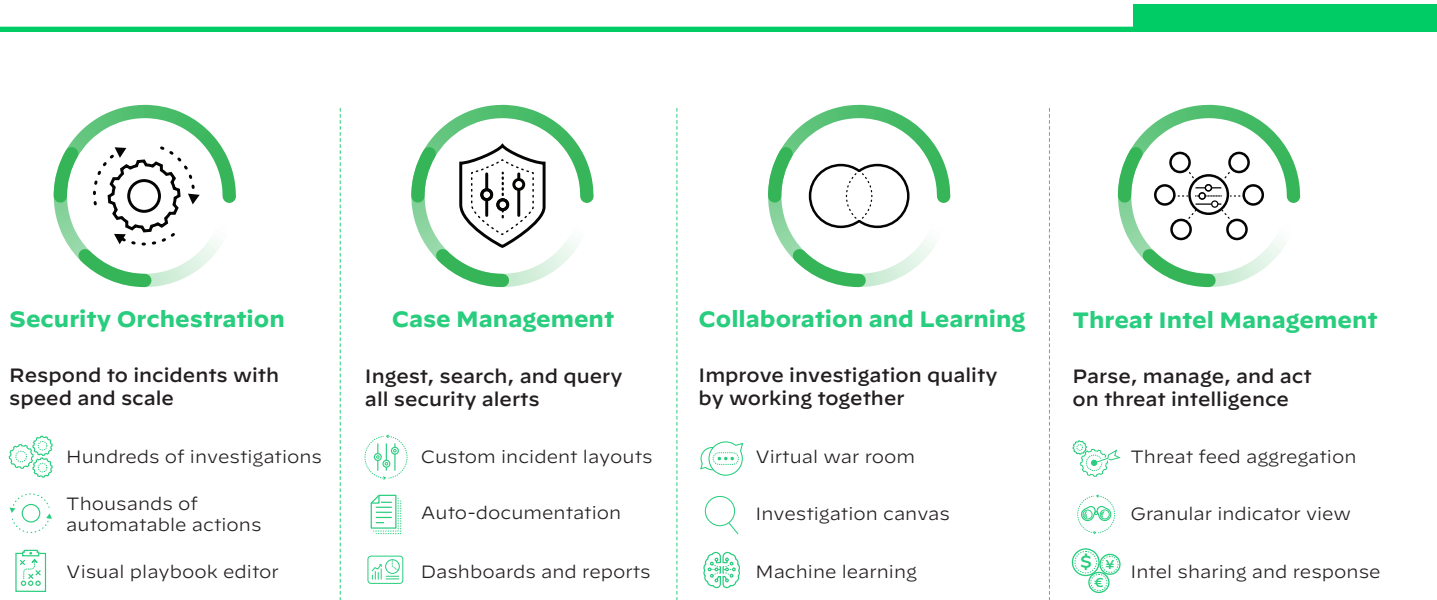 Security Orchestration
Respond to incidents with
speed and scale
Hundreds of investigations
Thousands of
automatable actions
Visual playbook editor
Case Management
Ingest, search, and query
all security alerts
Custom incident layouts
Auto-documentation
Dashboards and reports
Collaboration and Learning
Improve investigation quality
by working together
Virtual war room
Investigation canvas
Machine learning
Threat Intel Management
Parse, manage, and act
on threat intelligence
Threat feed aggregation
Granular indicator view
$
¥
€
Intel sharing and response